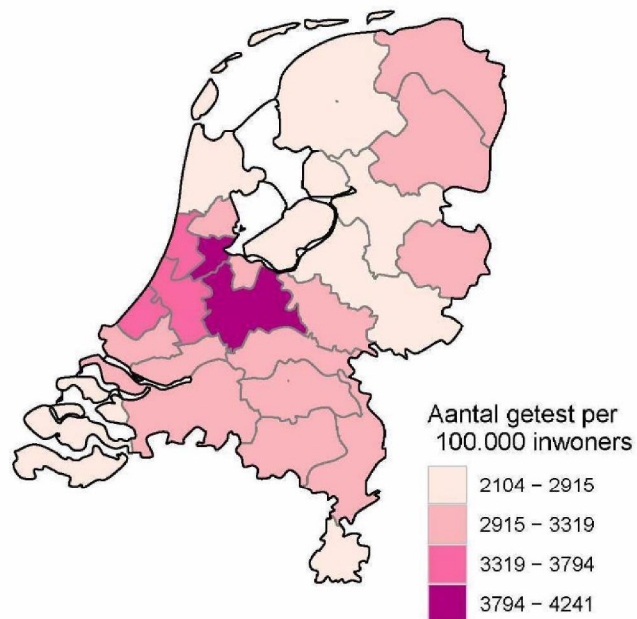 Aantal getest per
100.000 inwoners
2104 – 2915
2915 – 3319
3319 – 3794
3794 – 4241